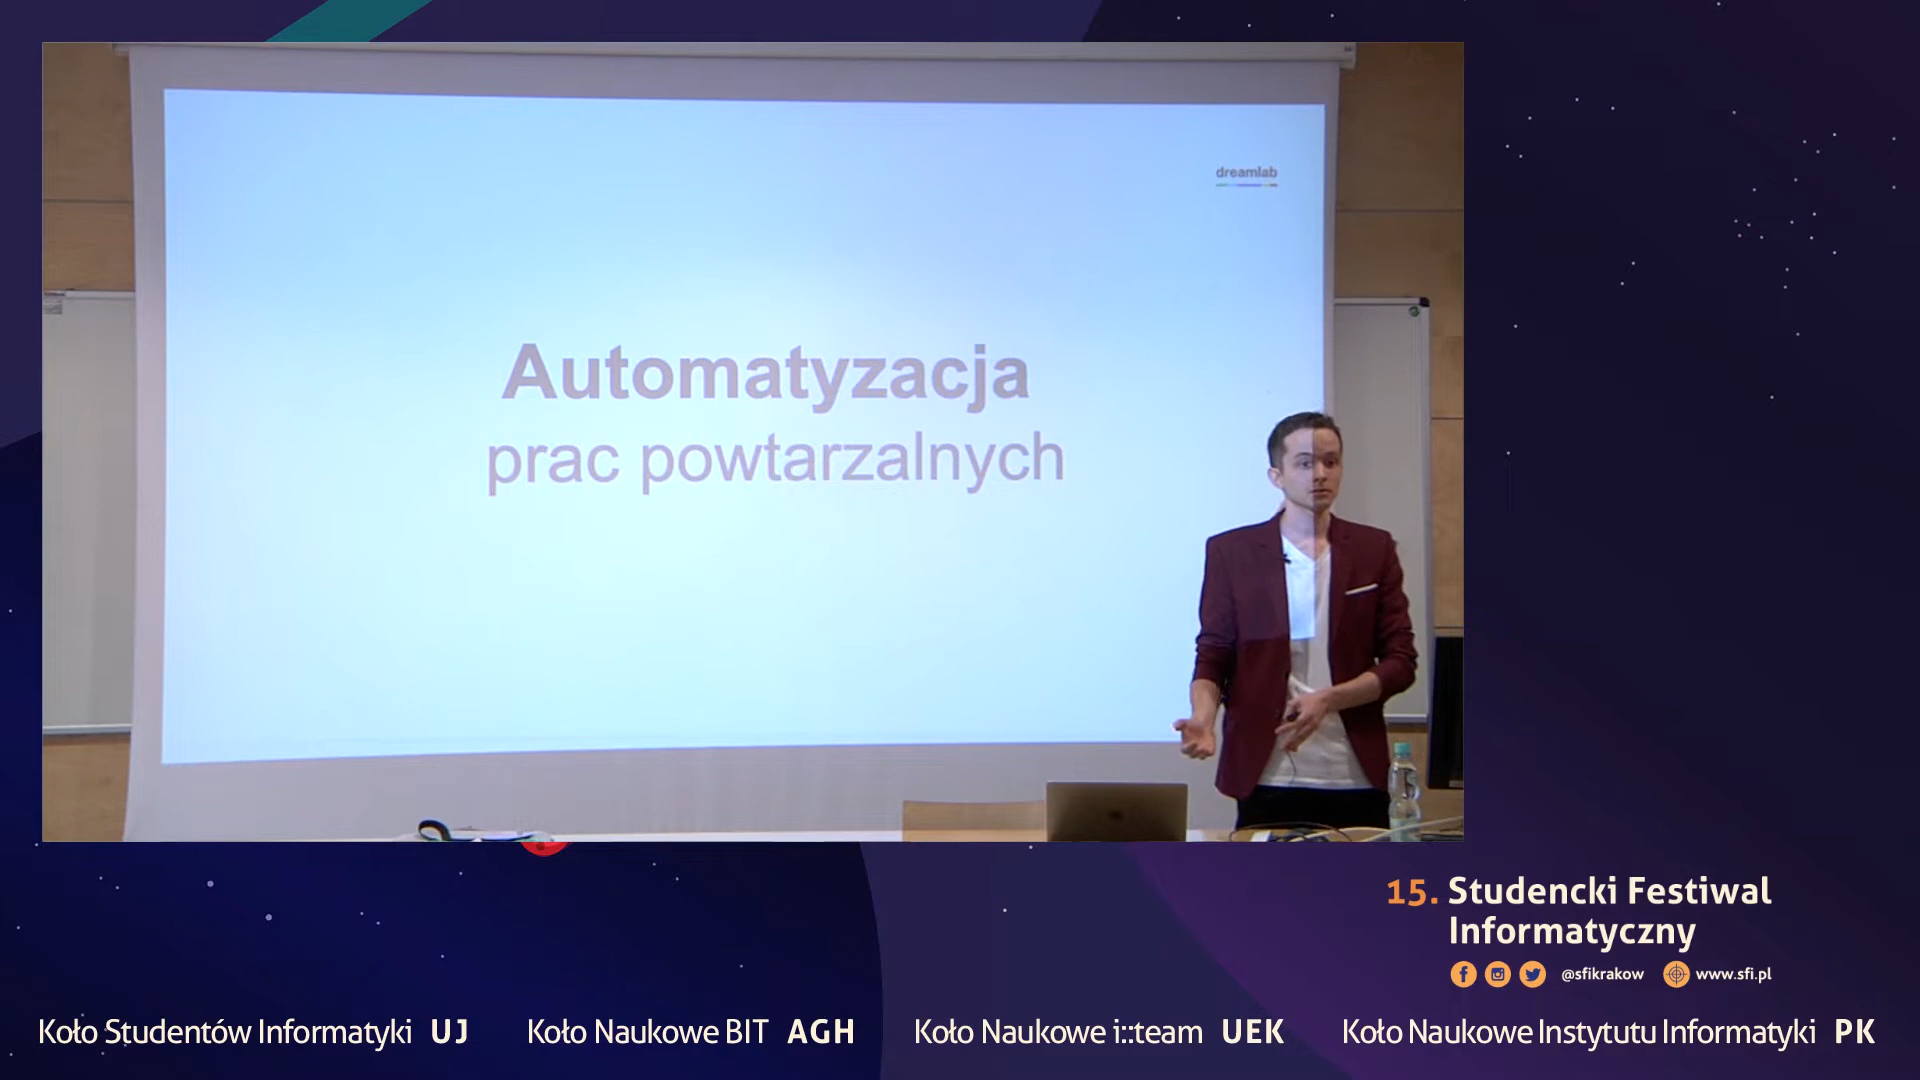 dreamlab
Automatyzacja
prac powtarzalnych
15. Studencki Festiwal
Informatyczny
@sfikrakow www.sfi.pl
Koło Studentów Informatyki UJ Koło Naukowe BIT AGH Koło Naukowe i::team UEK Koło Naukowe Instytutu Informatyki PK